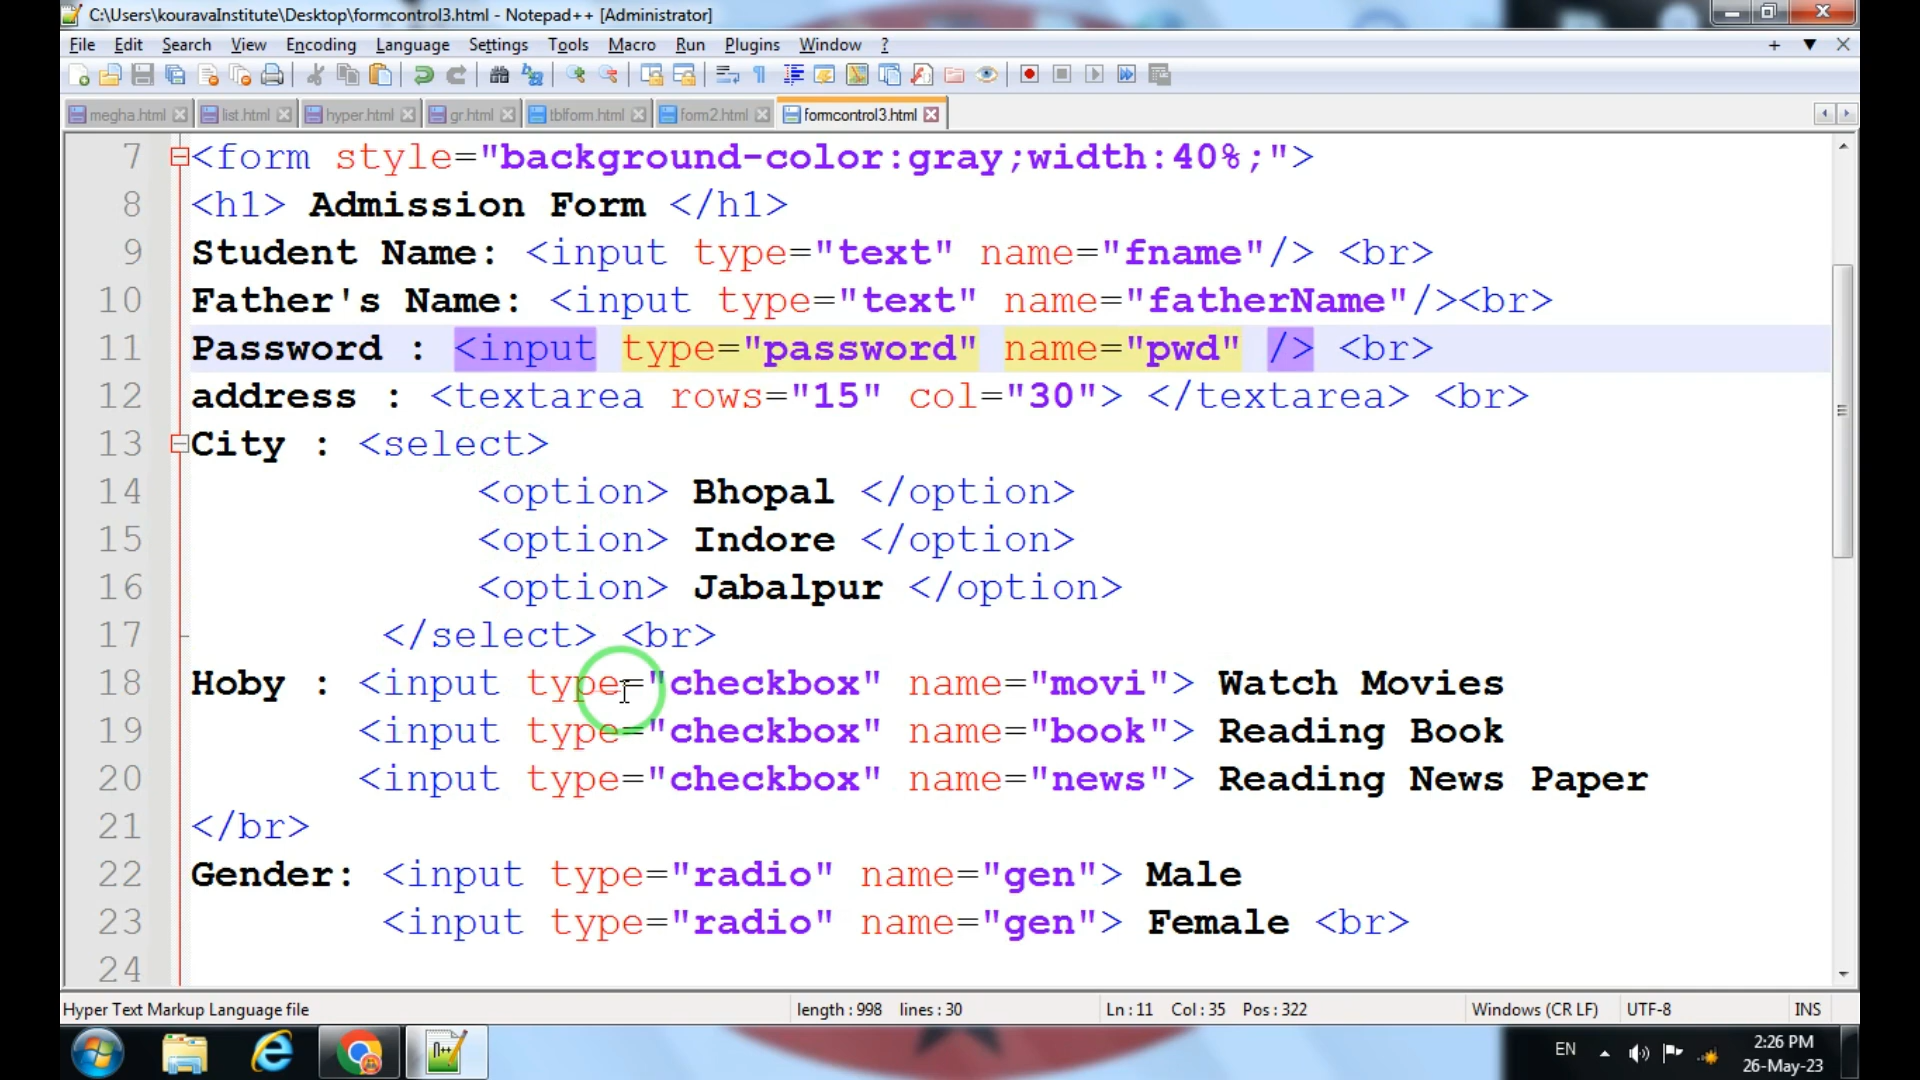 C:\Users\kouravaInstitute\Desktop\formcontrol3.html - Notepad++ [Administrator]
File Edit Search View Encoding Language Settings Tools Macro Run Plugins Window ?
megha.html list.html hyper.html gr.html tblform.html form2.html formcontrol3.html
7 <form style="background-color:gray;width:40%;">
8 <h1> Admission Form </h1>
9 Student Name: <input type="text" name="fname"/> <br>
10 Father's Name: <input type="text" name="fatherName"/><br>
11 Password : <input type="password" name="pwd" /> <br>
12 address : <textarea rows="15" col="30"> </textarea> <br>
13 City : <select>
14 <option> Bhopal </option>
15 <option> Indore </option>
16 <option> Jabalpur </option>
17 </select> <br>
18 Hoby : <input type="checkbox" name="movi"> Watch Movies
19 <input type="checkbox" name="book"> Reading Book
20 <input type="checkbox" name="news"> Reading News Paper
21 </br>
22 Gender: <input type="radio" name="gen"> Male
23 <input type="radio" name="gen"> Female <br>
24
Hyper Text Markup Language file length : 998 lines : 30 Ln : 11 Col : 35 Pos : 322 Windows (CR LF) UTF-8 INS
EN 2:26 PM
26-May-23